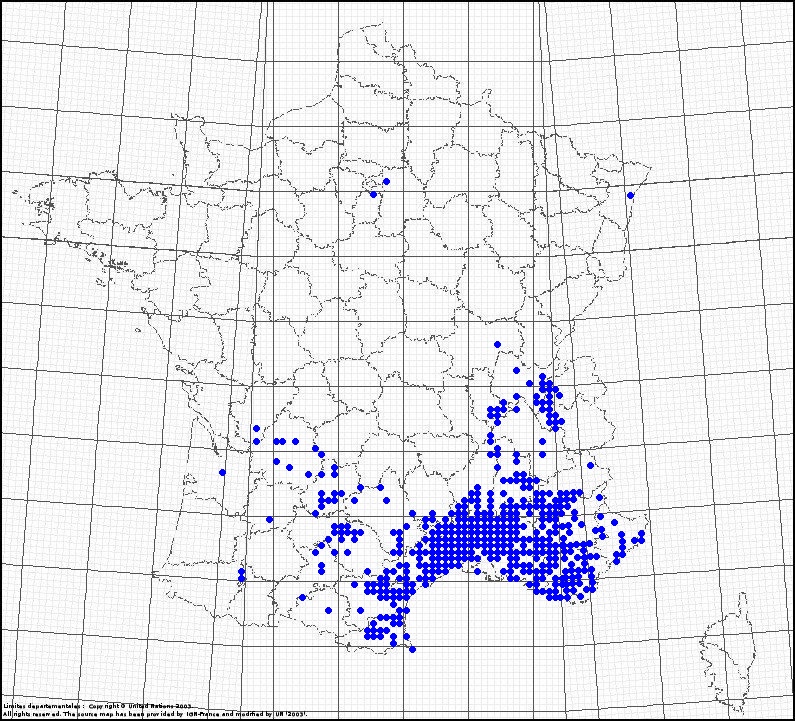 Limites departementales : Copyright © United Nations 2003
All rights reserved. The source map has been provided by IGN-France and modified by UN '2003'.